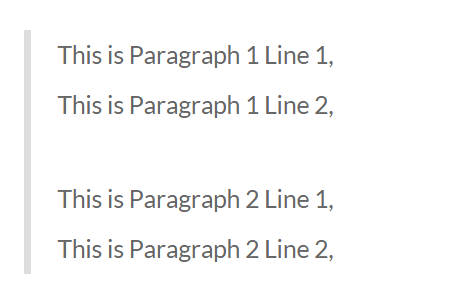 This is Paragraph 1 Line 1,
This is Paragraph 1 Line 2,
This is Paragraph 2 Line 1,
This is Paragraph 2 Line 2,